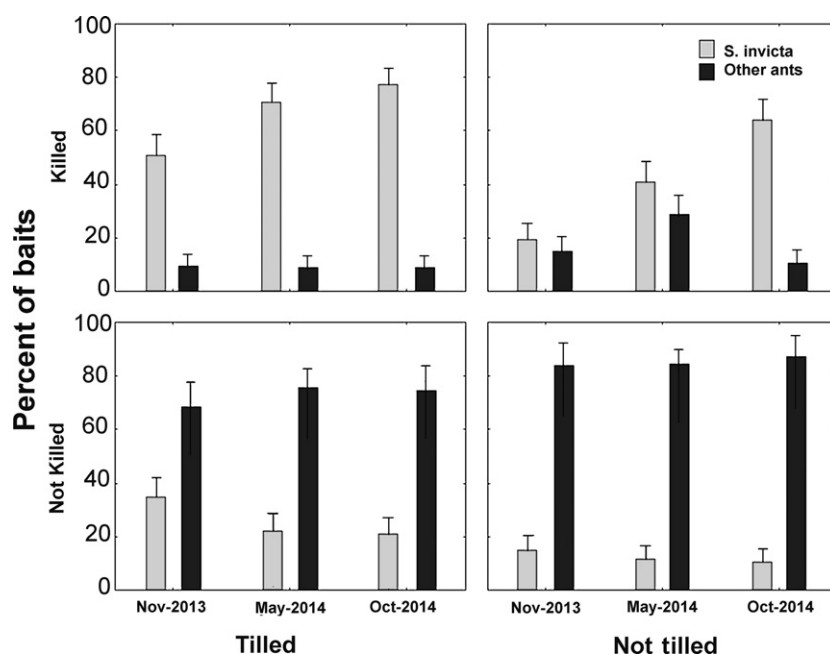 100
80
60
40
20
0
Killed
S. invicta
Other ants
Percent of baits
100
80
60
40
20
0
Not Killed
Nov-2013 May-2014 Oct-2014
Nov-2013 May-2014 Oct-2014
Tilled
Not tilled